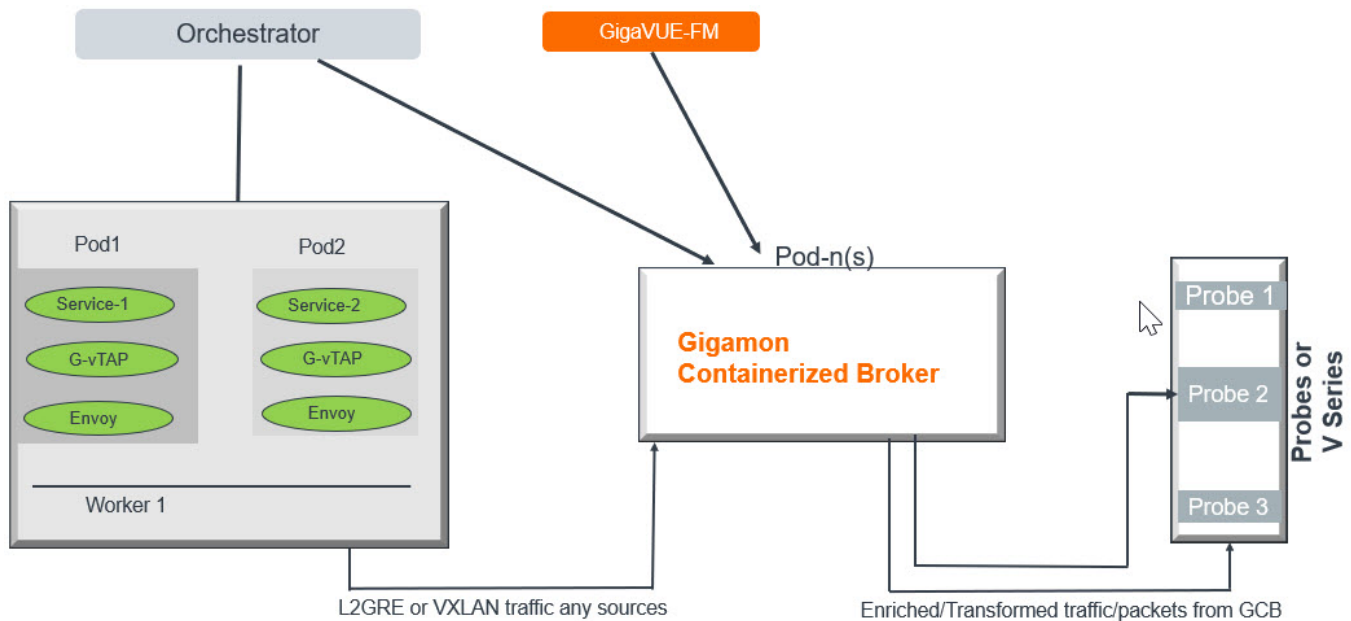 Orchestrator
GigaVUE-FM
Pod1
Pod2
Service-1
G-vTAP
Envoy
Service-2
G-vTAP
Envoy
Worker 1
Pod-n(s)
Gigamon
Containerized Broker
Probe 1
Probe 2
Probe 3
Probes or
V Series
L2GRE or VXLAN traffic any sources
Enriched/Transformed traffic/packets from GCB